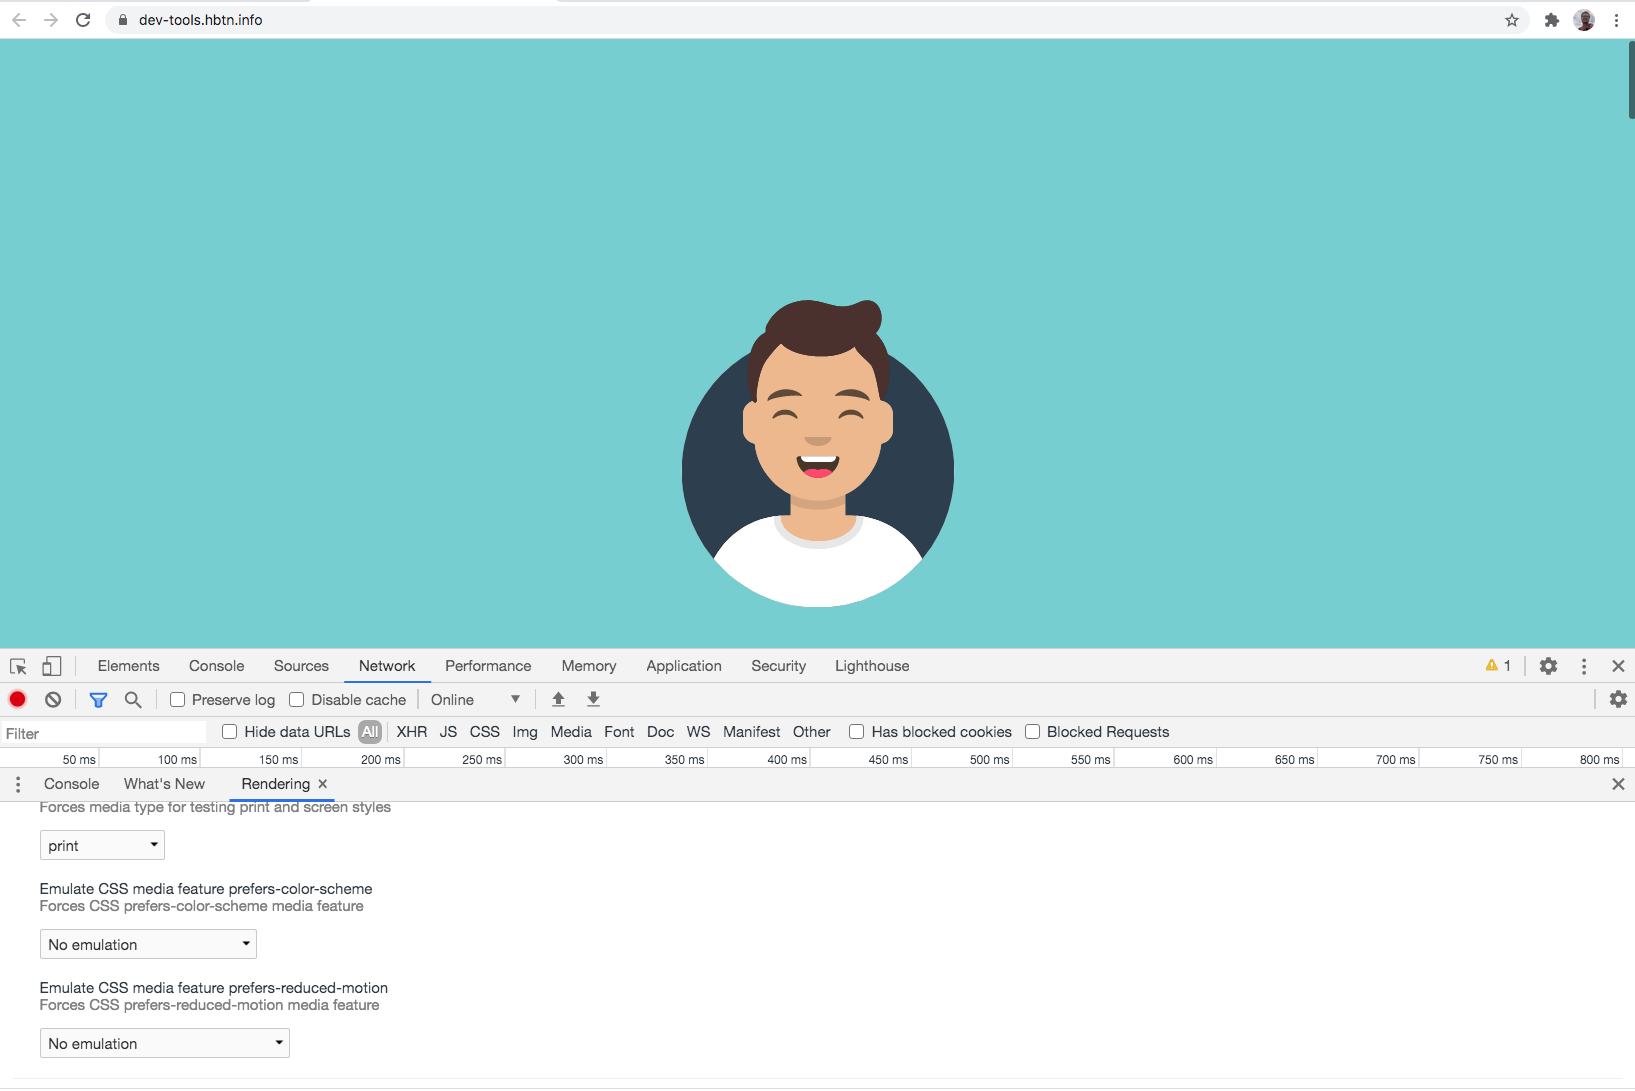 dev-tools.hbtn.info
Elements Console Sources Network Performance Memory Application Security Lighthouse 1
Preserve log Disable cache Online
Filter Hide data URLs All XHR JS CSS Img Media Font Doc WS Manifest Other Has blocked cookies Blocked Requests
50 ms 100 ms 150 ms 200 ms 250 ms 300 ms 350 ms 400 ms 450 ms 500 ms 550 ms 600 ms 650 ms 700 ms 750 ms 800 ms
Console What's New Rendering
Forces media type for testing print and screen styles
print
Emulate CSS media feature prefers-color-scheme
Forces CSS prefers-color-scheme media feature
No emulation
Emulate CSS media feature prefers-reduced-motion
Forces CSS prefers-reduced-motion media feature
No emulation